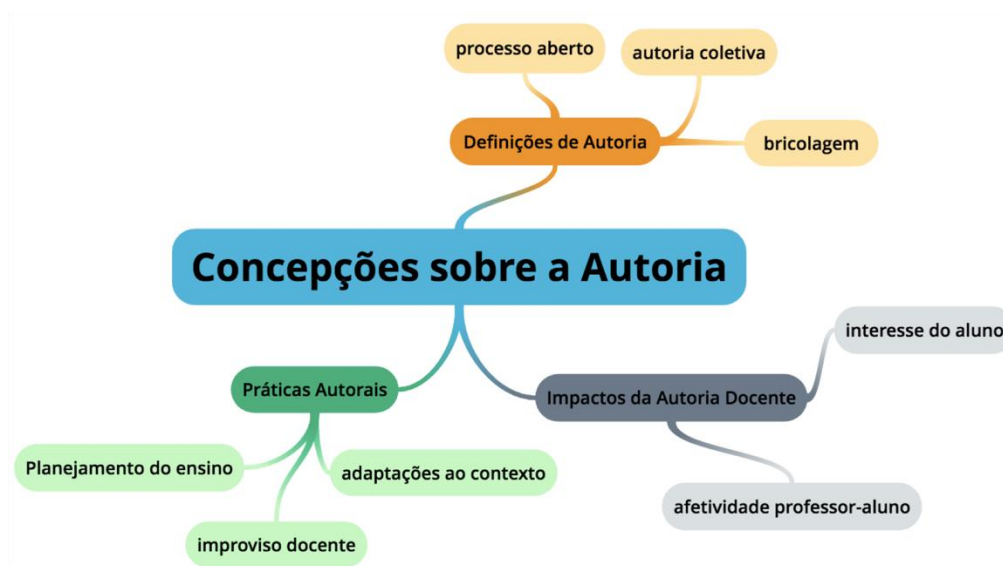 processo aberto
autoria coletiva
Definições de Autoria
bricolagem
Concepções sobre a Autoria
interesse do aluno
Práticas Autorais
Impactos da Autoria Docente
Planejamento do ensino
adaptações ao contexto
afetividade professor-aluno
improviso docente